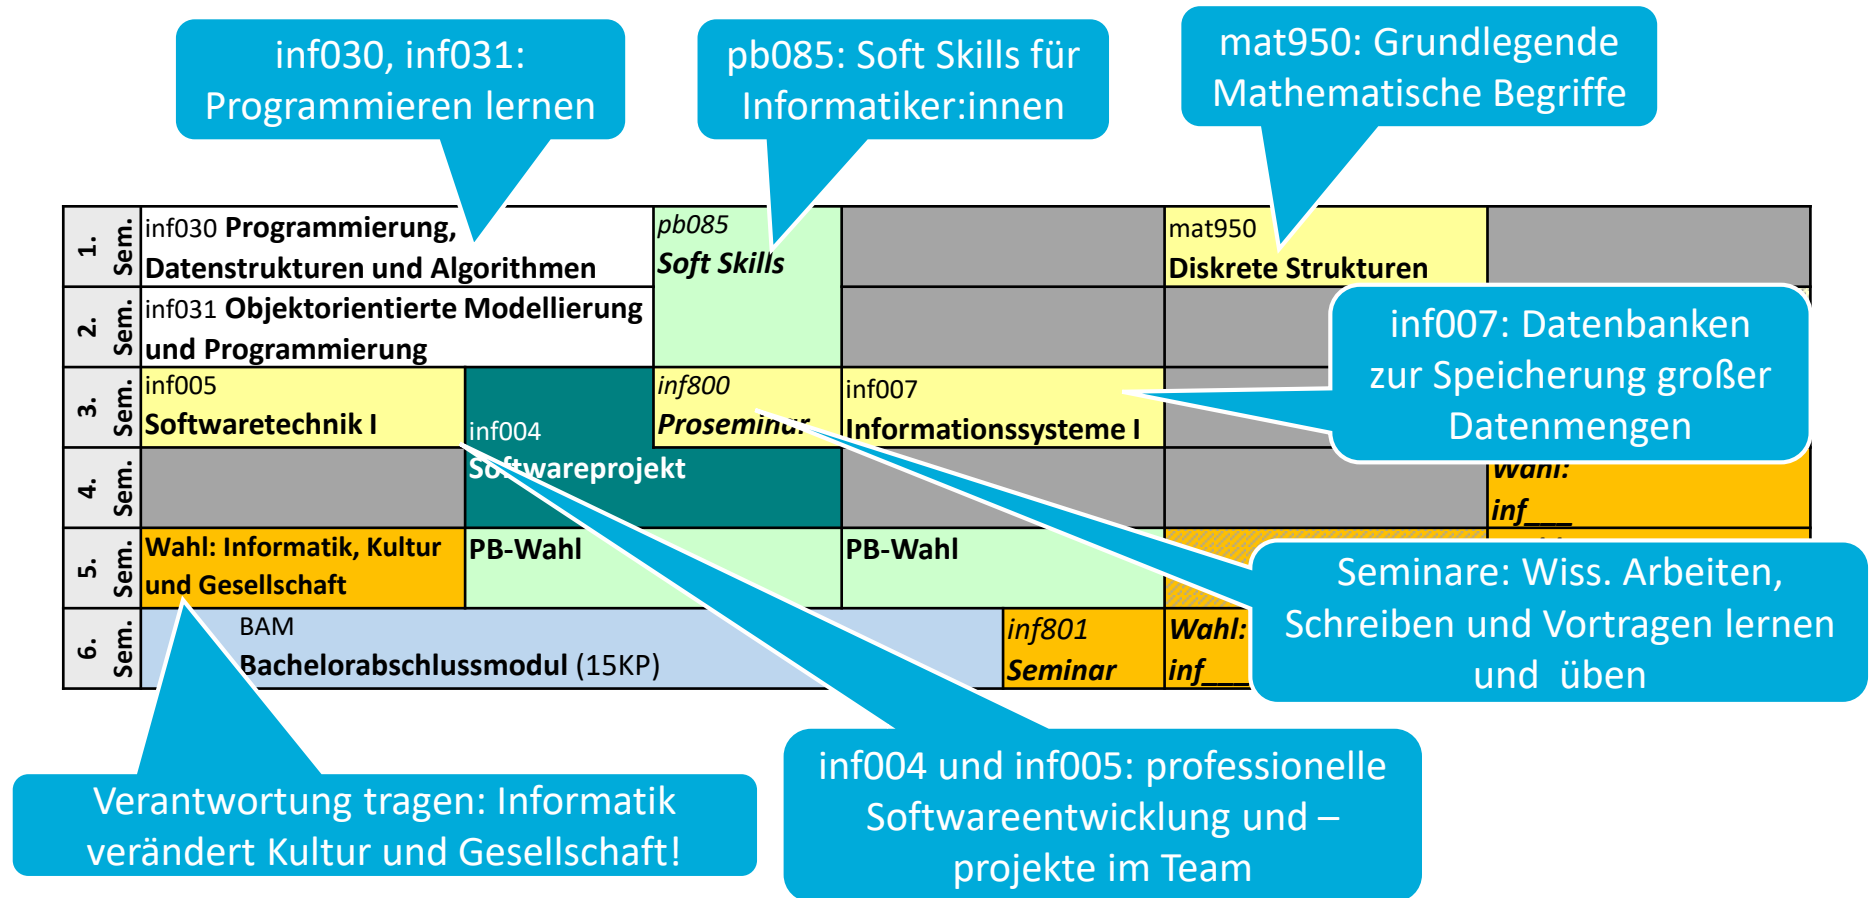 inf030, inf031:
Programmieren lernen
pb085: Soft Skills für
Informatiker:innen
mat950: Grundlegende
Mathematische Begriffe
1.
Sem.
inf030 Programmierung,
Datenstrukturen und Algorithmen
pb085
Soft Skills
mat950
Diskrete Strukturen
2.
Sem.
inf031 Objektorientierte Modellierung
und Programmierung
inf007: Datenbanken
zur Speicherung großer
Datenmengen
3.
Sem.
inf005
Softwaretechnik I
inf004
Softwareprojekt
inf800
Proseminar
inf007
Informationssysteme I
4.
Sem.
Wahl:
inf___
5.
Sem.
Wahl: Informatik, Kultur
und Gesellschaft
PB-Wahl
PB-Wahl
Seminare: Wiss. Arbeiten,
Schreiben und Vortragen lernen
und üben
6.
Sem.
BAM
Bachelorabschlussmodul (15KP)
inf801
Seminar
Wahl:
inf___
Verantwortung tragen: Informatik
verändert Kultur und Gesellschaft!
inf004 und inf005: professionelle
Softwareentwicklung und –
projekte im Team